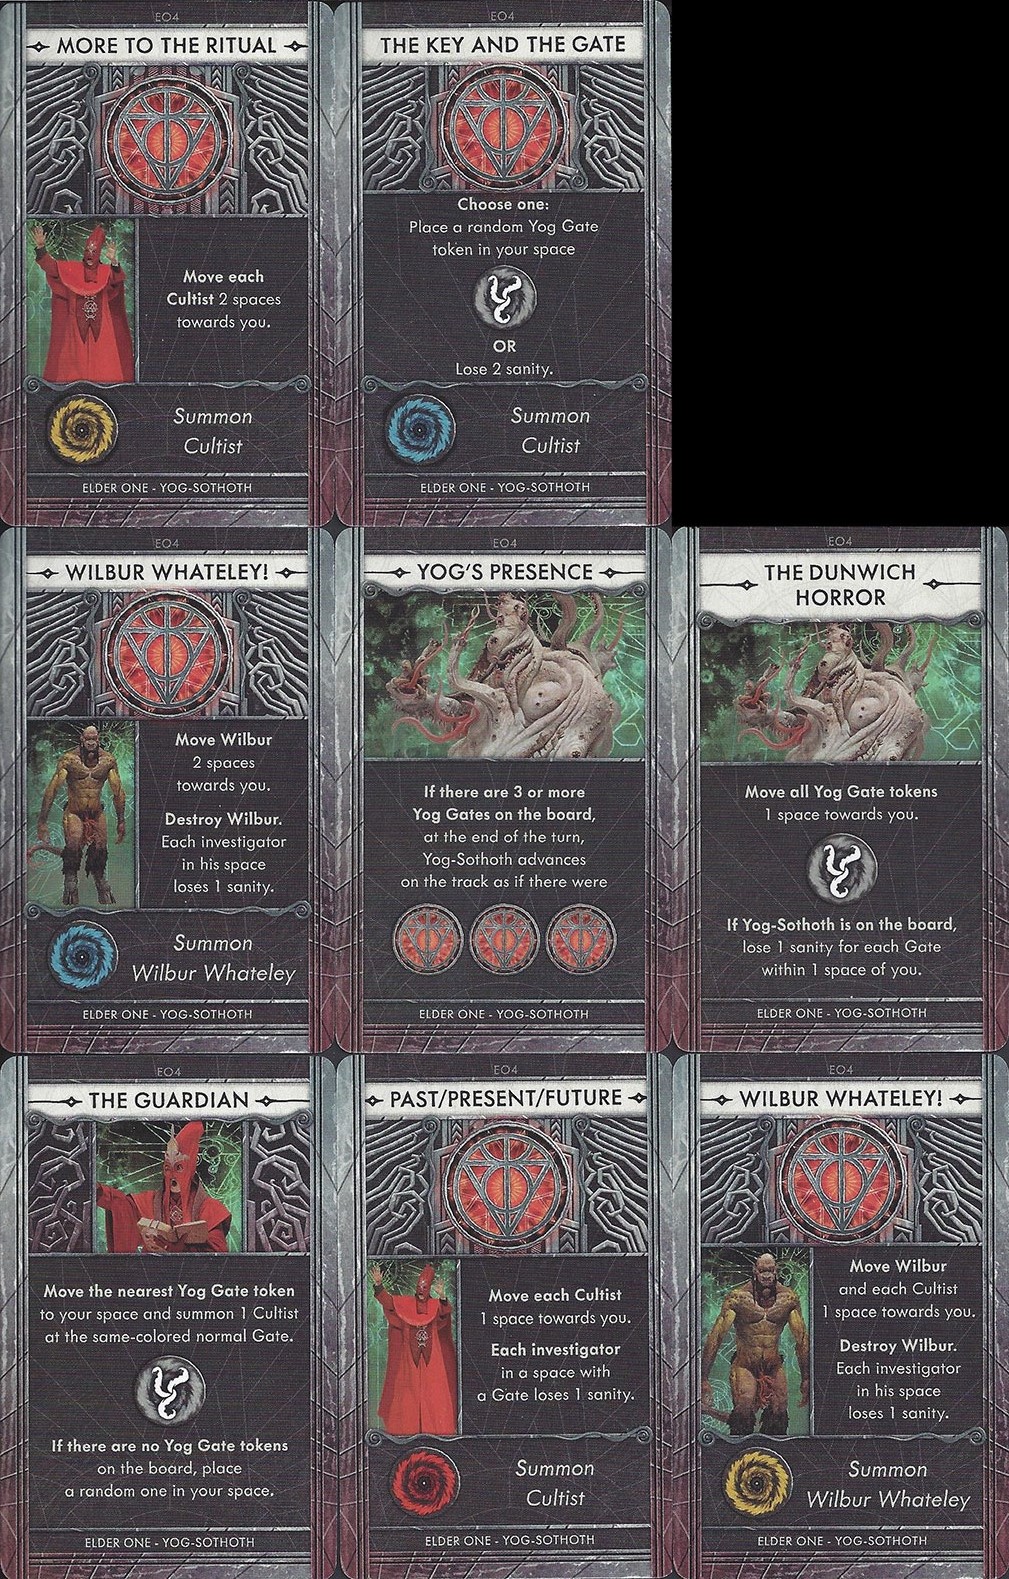 EO4
MORE TO THE RITUAL
Move each
Cultist 2 spaces
towards you.
Summon
Cultist
ELDER ONE - YOG-SOTHOTH
EO4
THE KEY AND THE GATE
Choose one:
Place a random Yog Gate
token in your space
OR
Lose 2 sanity.
Summon
Cultist
ELDER ONE - YOG-SOTHOTH
EO4
WILBUR WHATELEY!
Move Wilbur
2 spaces
towards you.
Destroy Wilbur.
Each investigator
in his space
loses 1 sanity.
Summon
Wilbur Whateley
ELDER ONE - YOG-SOTHOTH
EO4
YOG'S PRESENCE
If there are 3 or more
Yog Gates on the board,
at the end of the turn,
Yog-Sothoth advances
on the track as if there were
ELDER ONE - YOG-SOTHOTH
EO4
THE DUNWICH
HORROR
Move all Yog Gate tokens
1 space towards you.
If Yog-Sothoth is on the board,
lose 1 sanity for each Gate
within 1 space of you.
ELDER ONE - YOG-SOTHOTH
EO4
THE GUARDIAN
Move the nearest Yog Gate token
to your space and summon 1 Cultist
at the same-colored normal Gate.
If there are no Yog Gate tokens
on the board, place
a random one in your space.
ELDER ONE - YOG-SOTHOTH
EO4
PAST/PRESENT/FUTURE
Move each Cultist
1 space towards you.
Each investigator
in a space with
a Gate loses 1 sanity.
Summon
Cultist
ELDER ONE - YOG-SOTHOTH
EO4
WILBUR WHATELEY!
Move Wilbur
and each Cultist
1 space towards you.
Destroy Wilbur.
Each investigator
in his space
loses 1 sanity.
Summon
Wilbur Whateley
ELDER ONE - YOG-SOTHOTH